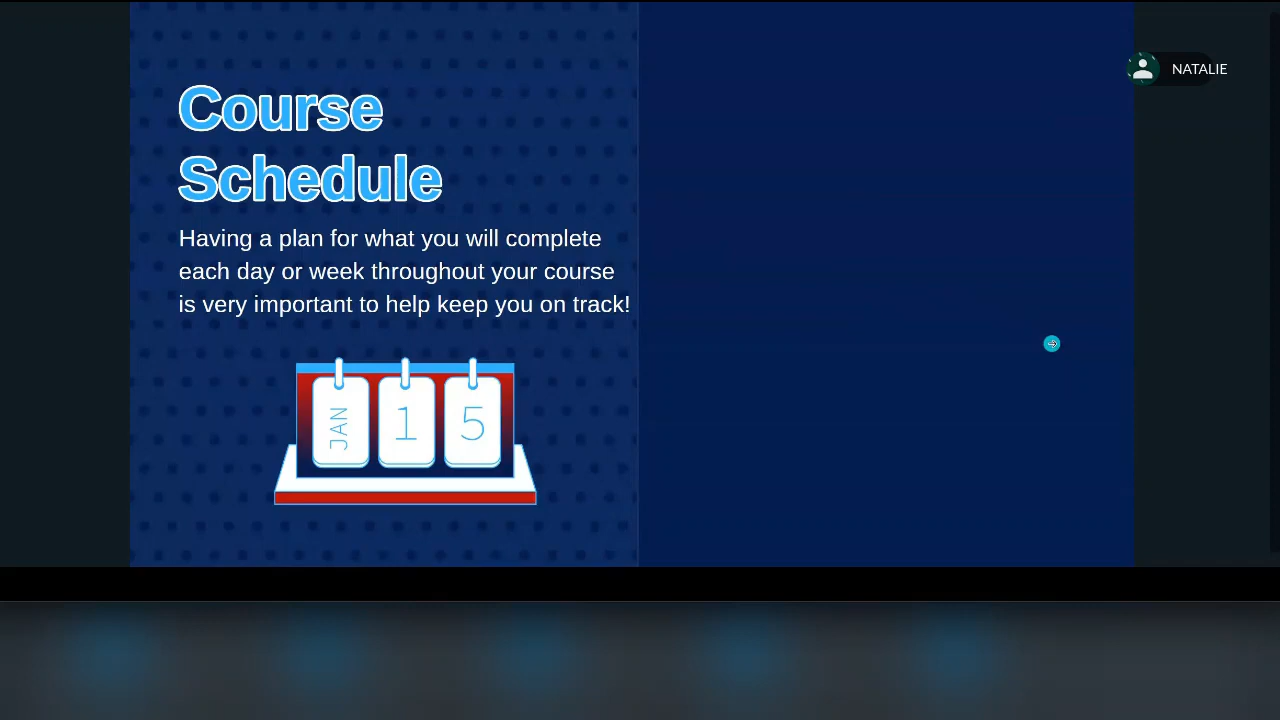 Course
Schedule
Having a plan for what you will complete
each day or week throughout your course
is very important to help keep you on track!
JAN 1 5
NATALIE